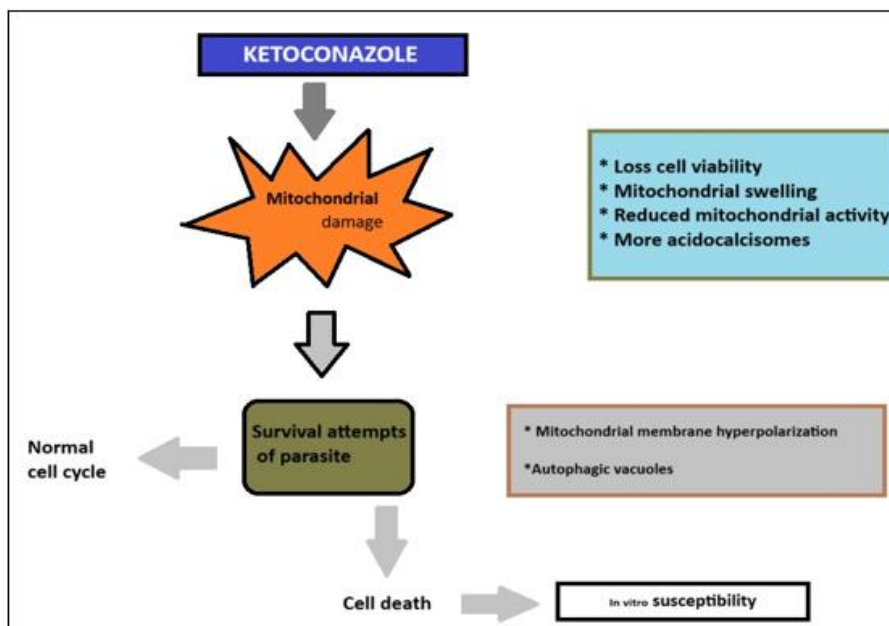 KETOCONAZOLE
Mitochondrial
damage
* Loss cell viability
* Mitochondrial swelling
* Reduced mitochondrial activity
* More acidocalcisomes
Survival attempts
of parasite
* Mitochondrial membrane hyperpolarization
*Autophagic vacuoles
Normal
cell cycle
Cell death
In vitro susceptibility